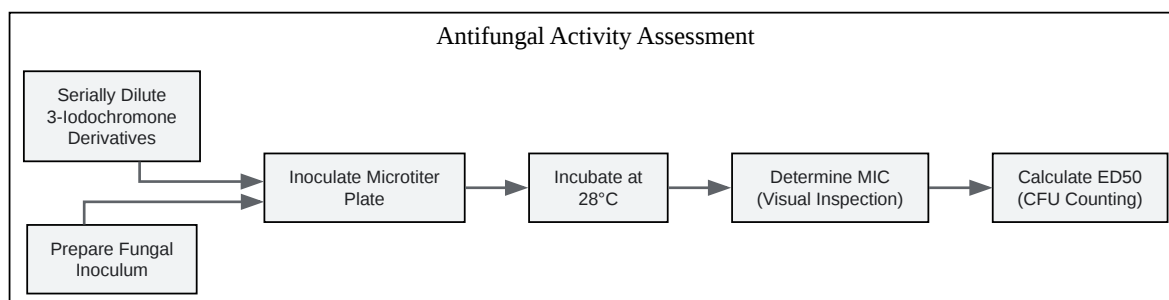 Antifungal Activity Assessment
Serially Dilute
3-Iodochromone
Derivatives
Prepare Fungal
Inoculum
Inoculate Microtiter
Plate
Incubate at
28°C
Determine MIC
(Visual Inspection)
Calculate ED50
(CFU Counting)